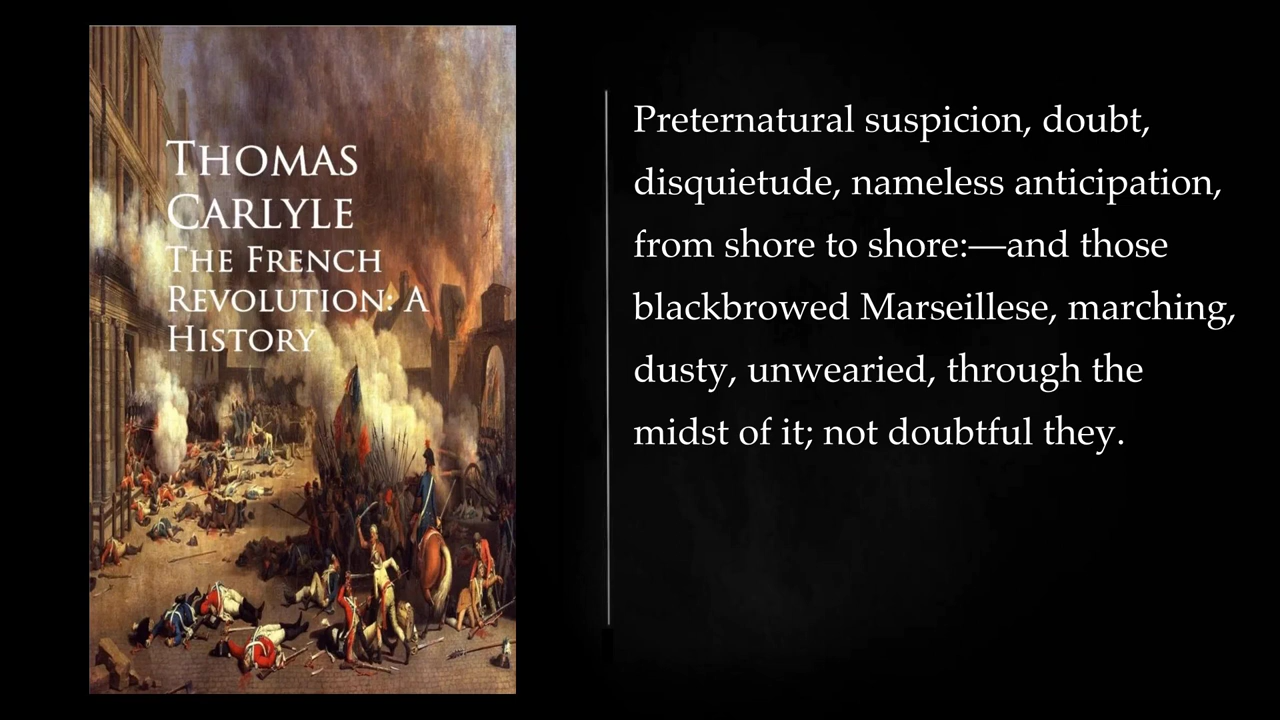 THOMAS
CARLYLE
THE FRENCH
REVOLUTION: A
HISTORY
Preternatural suspicion, doubt,
disquietude, nameless anticipation,
from shore to shore:—and those
blackbrowed Marseillese, marching,
dusty, unwearied, through the
midst of it; not doubtful they.